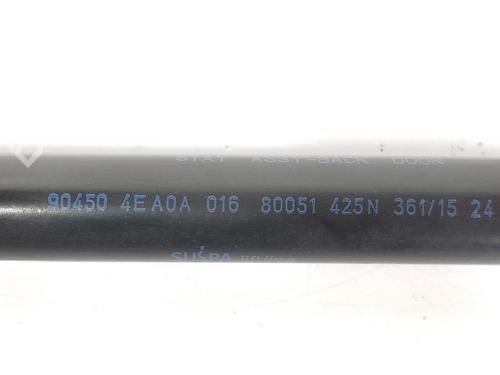 STAY ASSY-BACK DOOR
90450 4EA0A 016 80051 425N 361/15 24
SUSPA